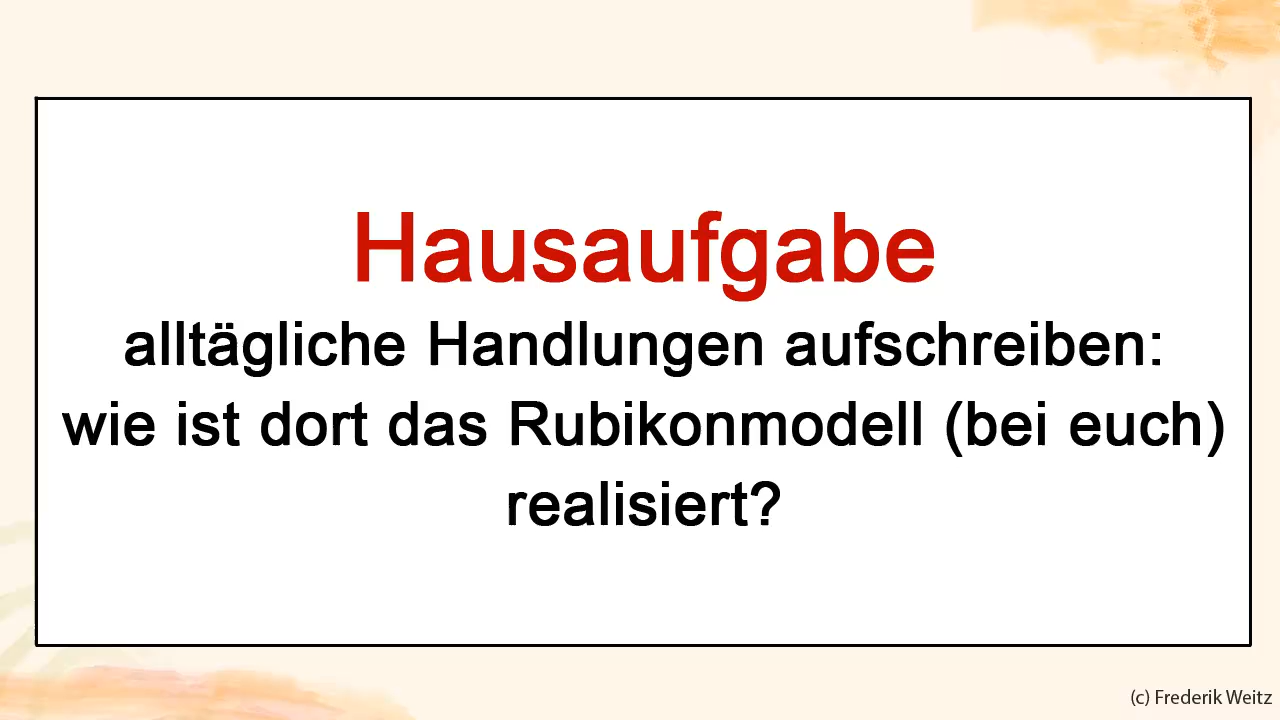 Hausaufgabe
alltägliche Handlungen aufschreiben:
wie ist dort das Rubikonmodell (bei euch)
realisiert?
(c) Frederik Weitz